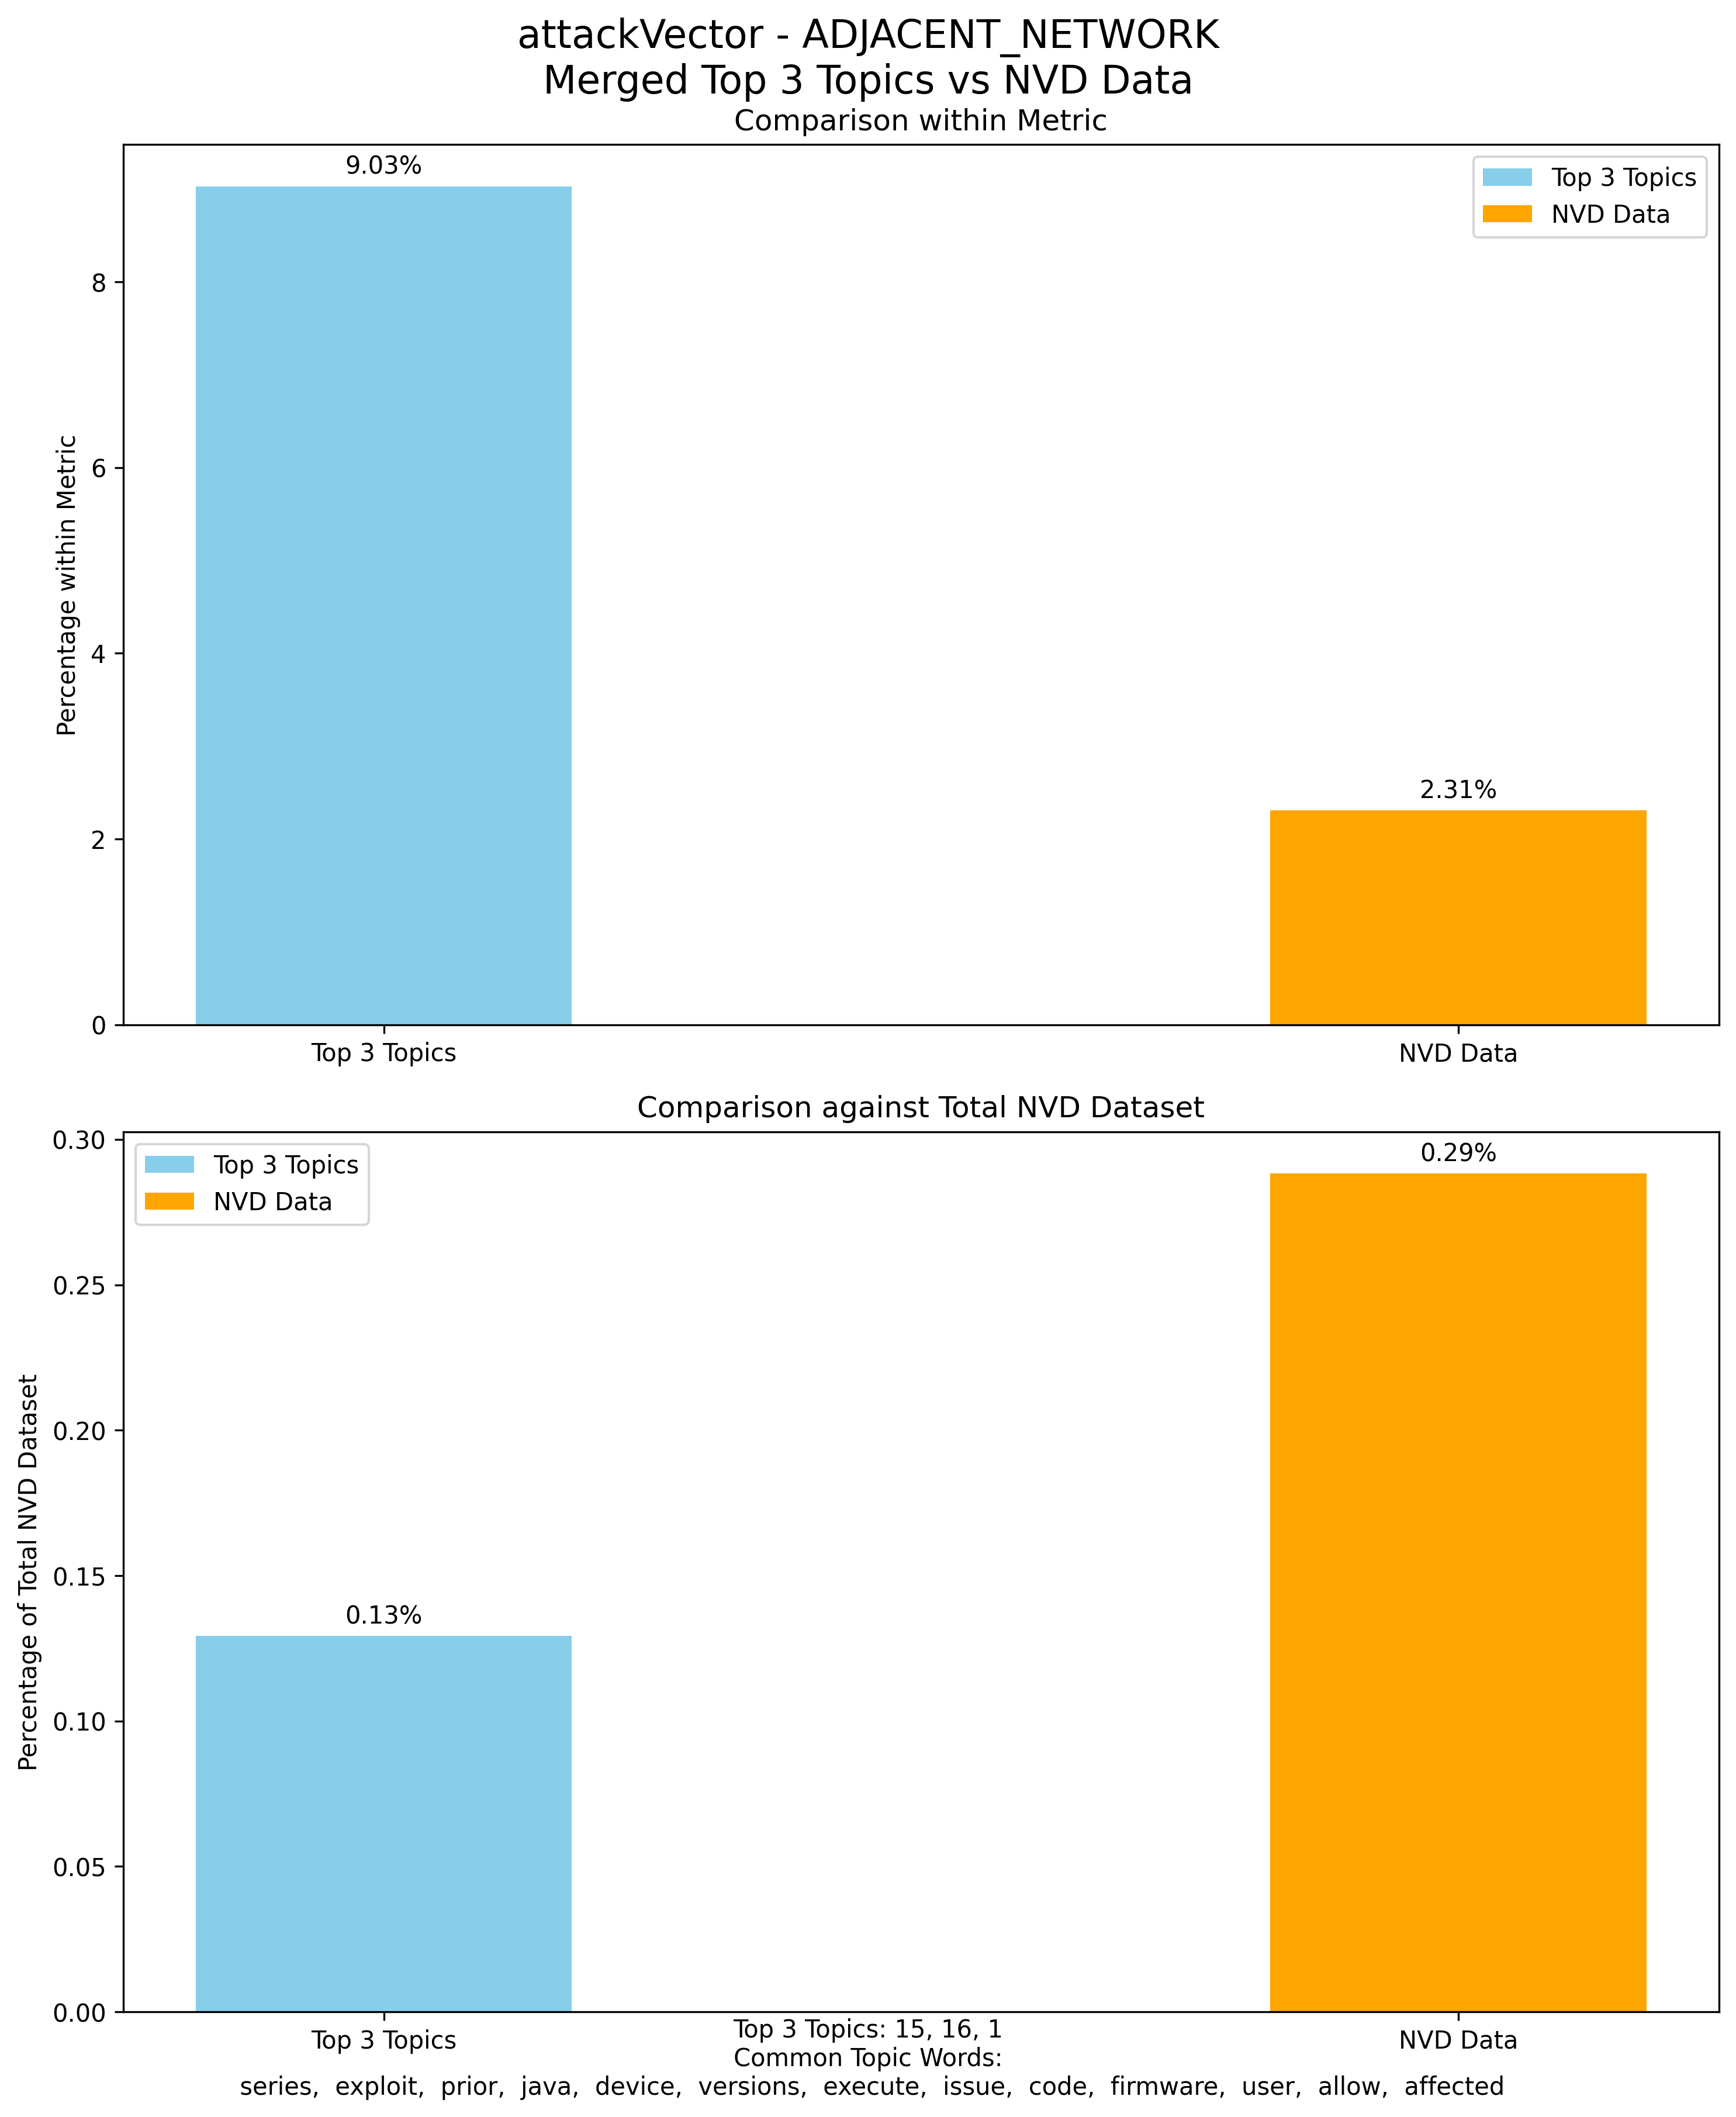 attackVector - ADJACENT_NETWORK
Merged Top 3 Topics vs NVD Data
Comparison within Metric
9.03%
Top 3 Topics
NVD Data
8
6
4
2
0
Percentage within Metric
2.31%
Top 3 Topics
NVD Data
Comparison against Total NVD Dataset
0.30
0.25
0.20
0.15
0.10
0.05
0.00
Percentage of Total NVD Dataset
Top 3 Topics
NVD Data
0.29%
0.13%
Top 3 Topics
NVD Data
Top 3 Topics: 15, 16, 1
Common Topic Words:
series, exploit, prior, java, device, versions, execute, issue, code, firmware, user, allow, affected